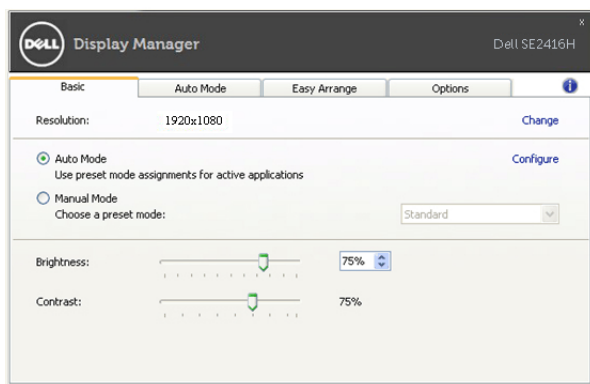 x
DELL Display Manager Dell SE2416H
Basic Auto Mode Easy Arrange Options i
Resolution: 1920x1080 Change
Auto Mode Configure
Use preset mode assignments for active applications
Manual Mode
Choose a preset mode: Standard
Brightness: 75%
Contrast: 75%